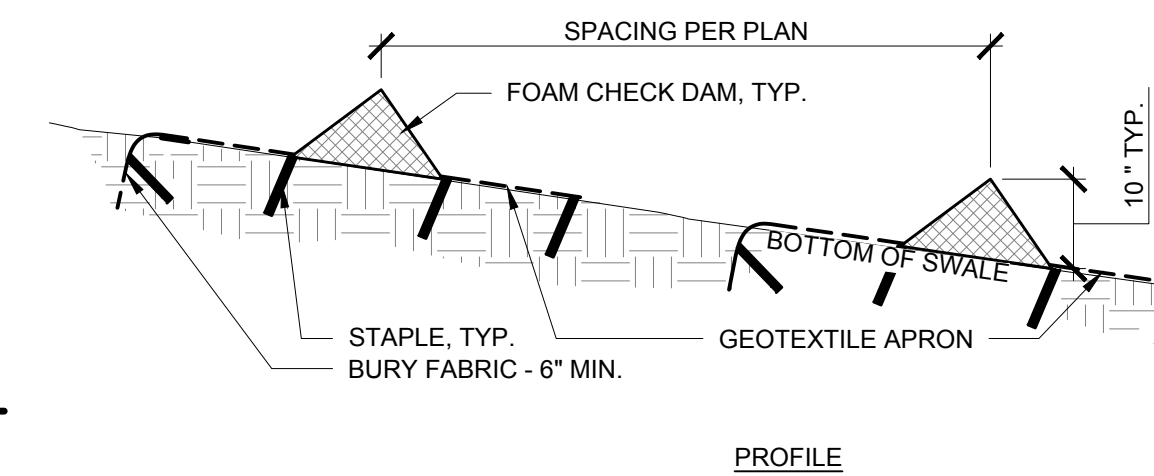 SPACING PER PLAN
FOAM CHECK DAM, TYP.
10 " TYP.
BOTTOM OF SWALE
STAPLE, TYP.
GEOTEXTILE APRON
BURY FABRIC - 6" MIN.
PROFILE